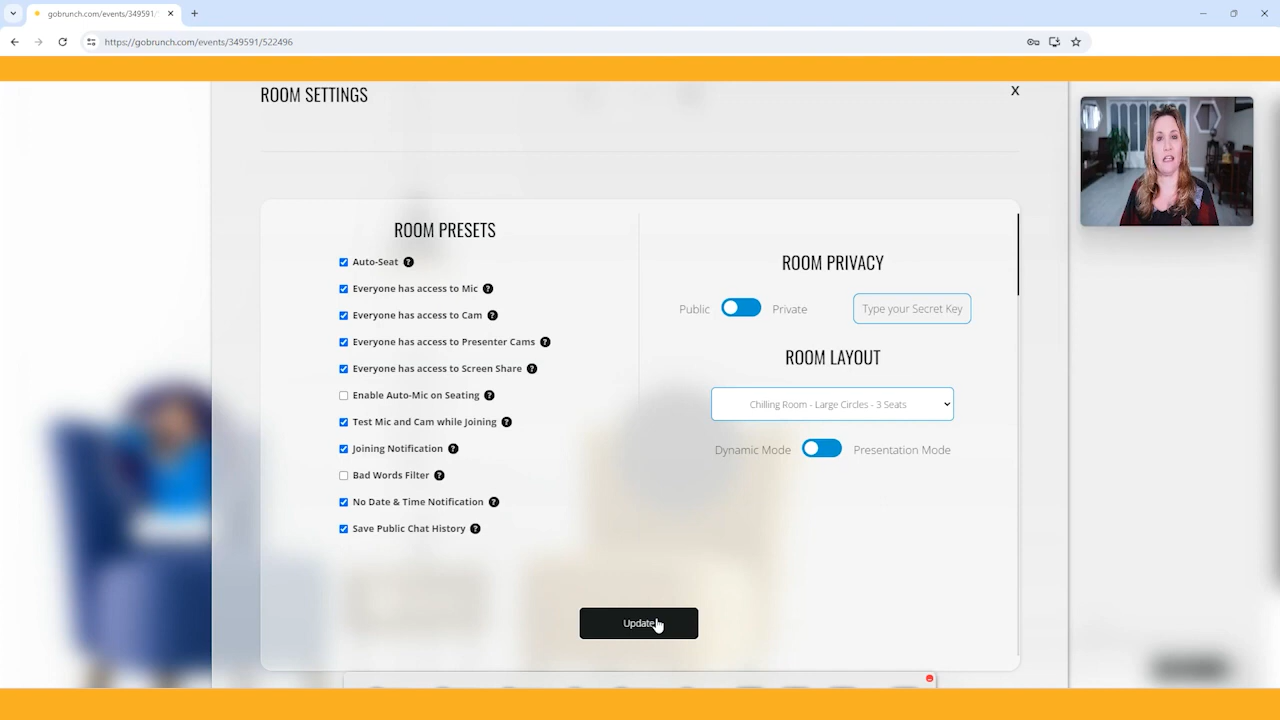 gobrunch.com/events/349591/
https://gobrunch.com/events/349591/522496
ROOM SETTINGS
X
ROOM PRESETS
Auto-Seat ?
Everyone has access to Mic ?
Everyone has access to Cam ?
Everyone has access to Presenter Cams ?
Everyone has access to Screen Share ?
Enable Auto-Mic on Seating ?
Test Mic and Cam while Joining ?
Joining Notification ?
Bad Words Filter ?
No Date & Time Notification ?
Save Public Chat History ?
ROOM PRIVACY
Public Private Type your Secret Key
ROOM LAYOUT
Chilling Room - Large Circles - 3 Seats
Dynamic Mode Presentation Mode
Update